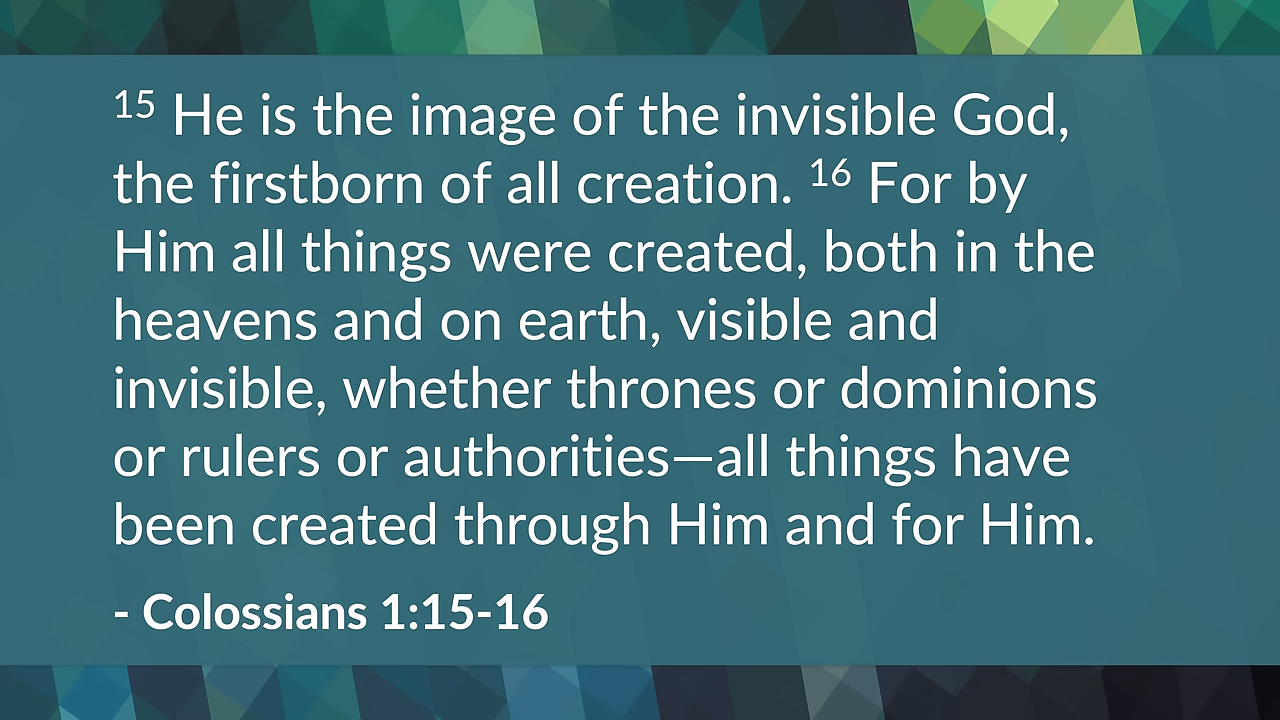 15 He is the image of the invisible God,
the firstborn of all creation. 16 For by
Him all things were created, both in the
heavens and on earth, visible and
invisible, whether thrones or dominions
or rulers or authorities—all things have
been created through Him and for Him.
- Colossians 1:15-16